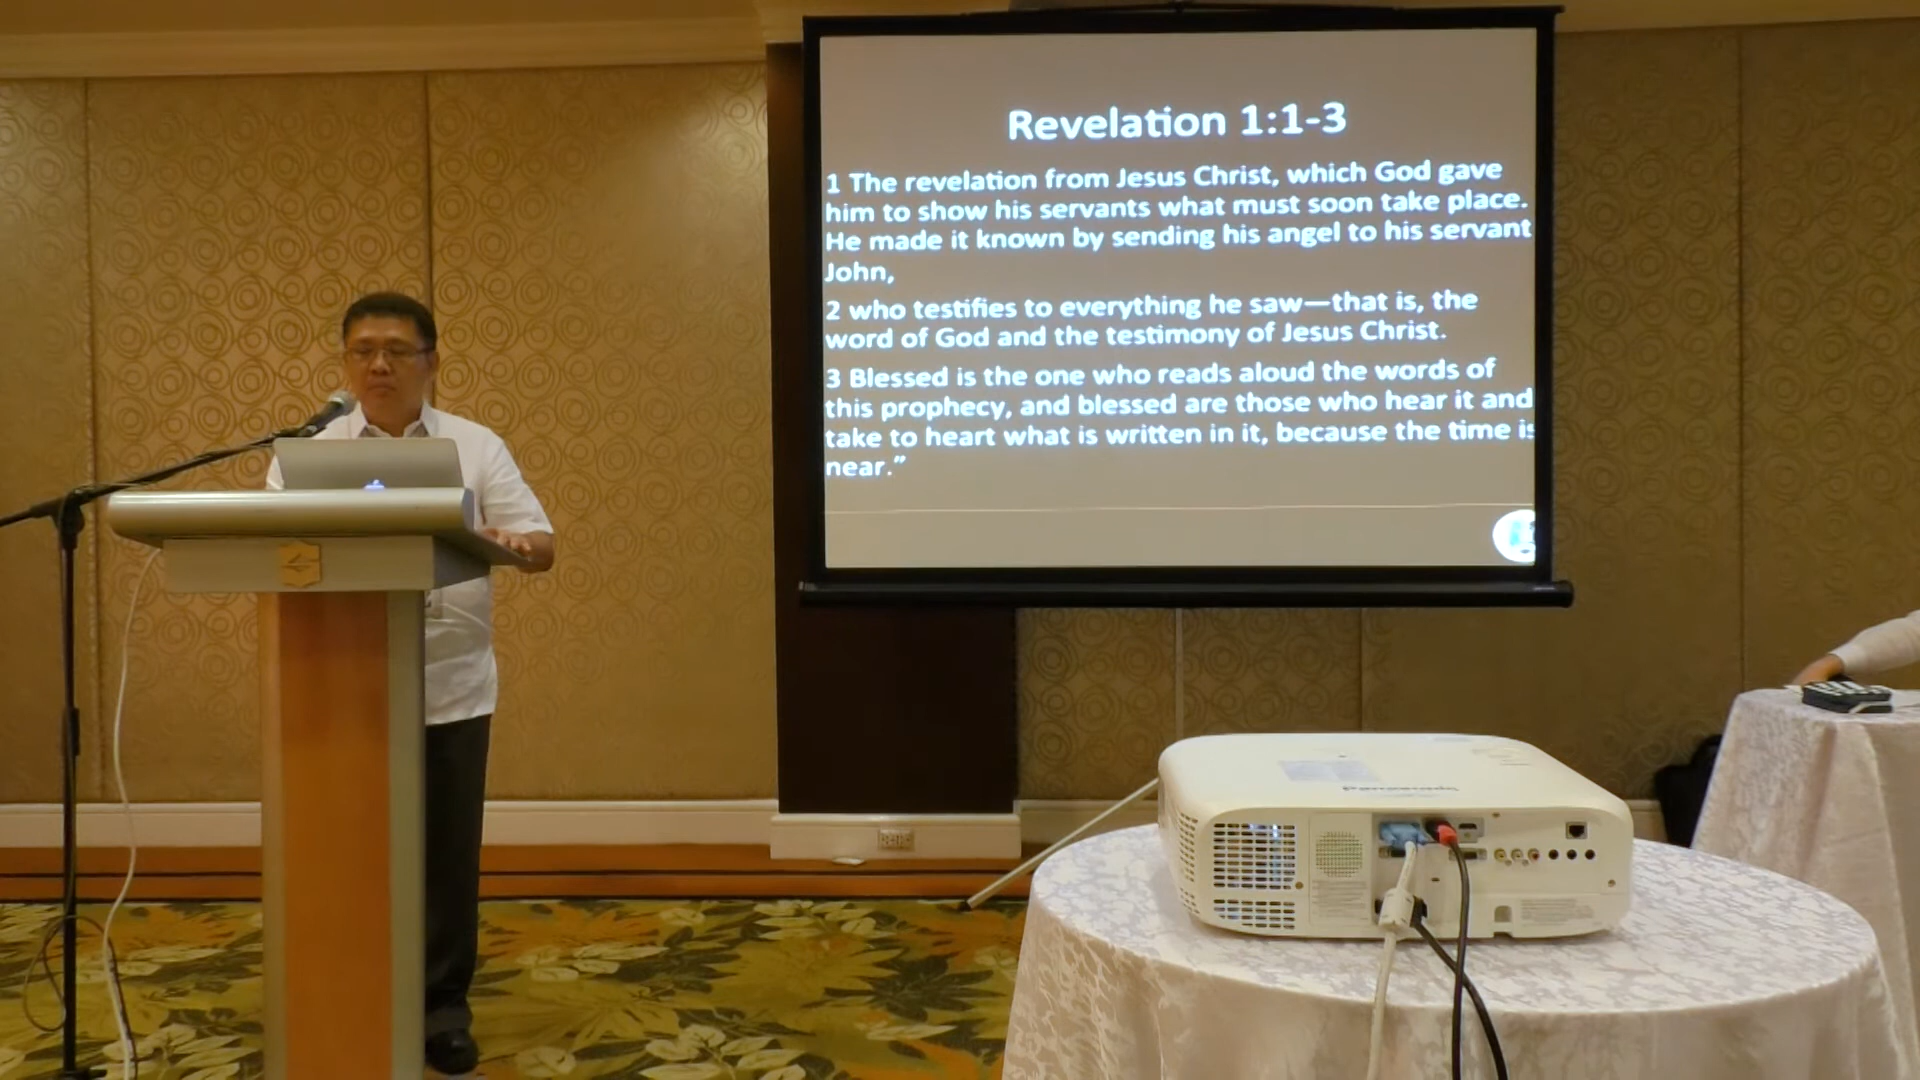 Revelation 1:1-3
1 The revelation from Jesus Christ, which God gave
him to show his servants what must soon take place.
He made it known by sending his angel to his servant
John,
2 who testifies to everything he saw—that is, the
word of God and the testimony of Jesus Christ.
3 Blessed is the one who reads aloud the words of
this prophecy, and blessed are those who hear it and
take to heart what is written in it, because the time is
near.”